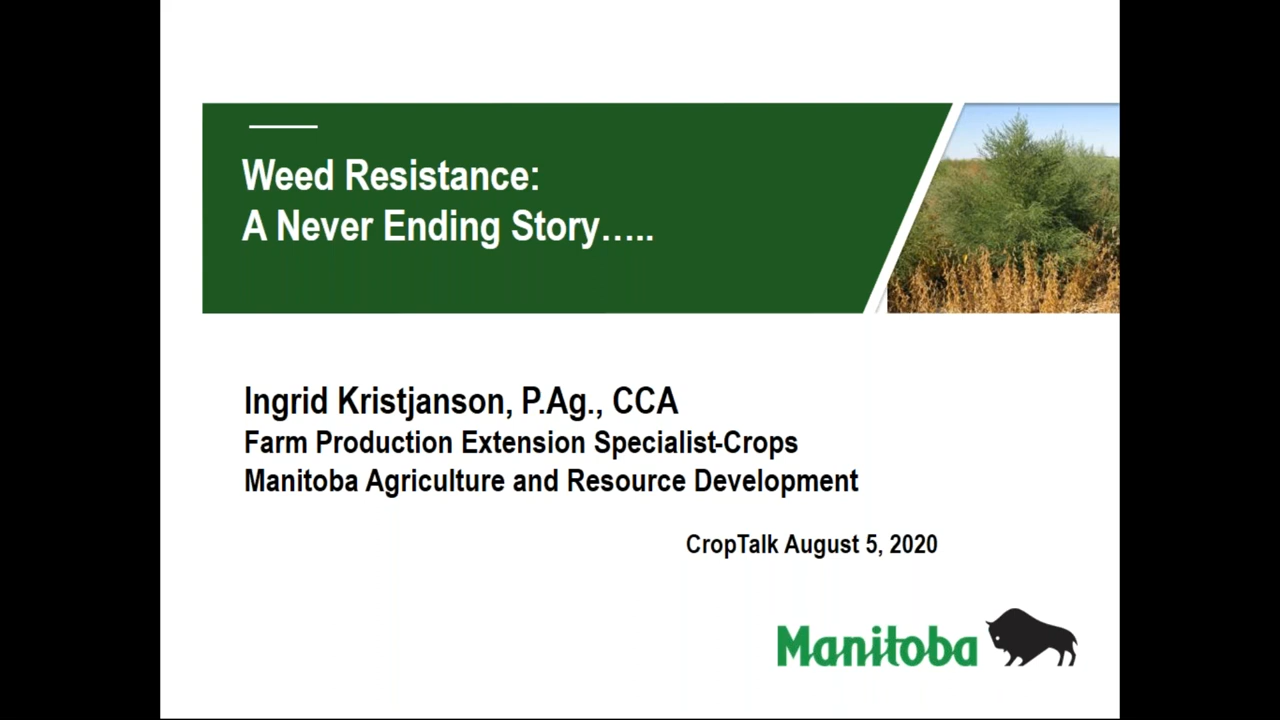 Weed Resistance:
A Never Ending Story…..
Ingrid Kristjanson, P.Ag., CCA
Farm Production Extension Specialist-Crops
Manitoba Agriculture and Resource Development
CropTalk August 5, 2020
Manitoba